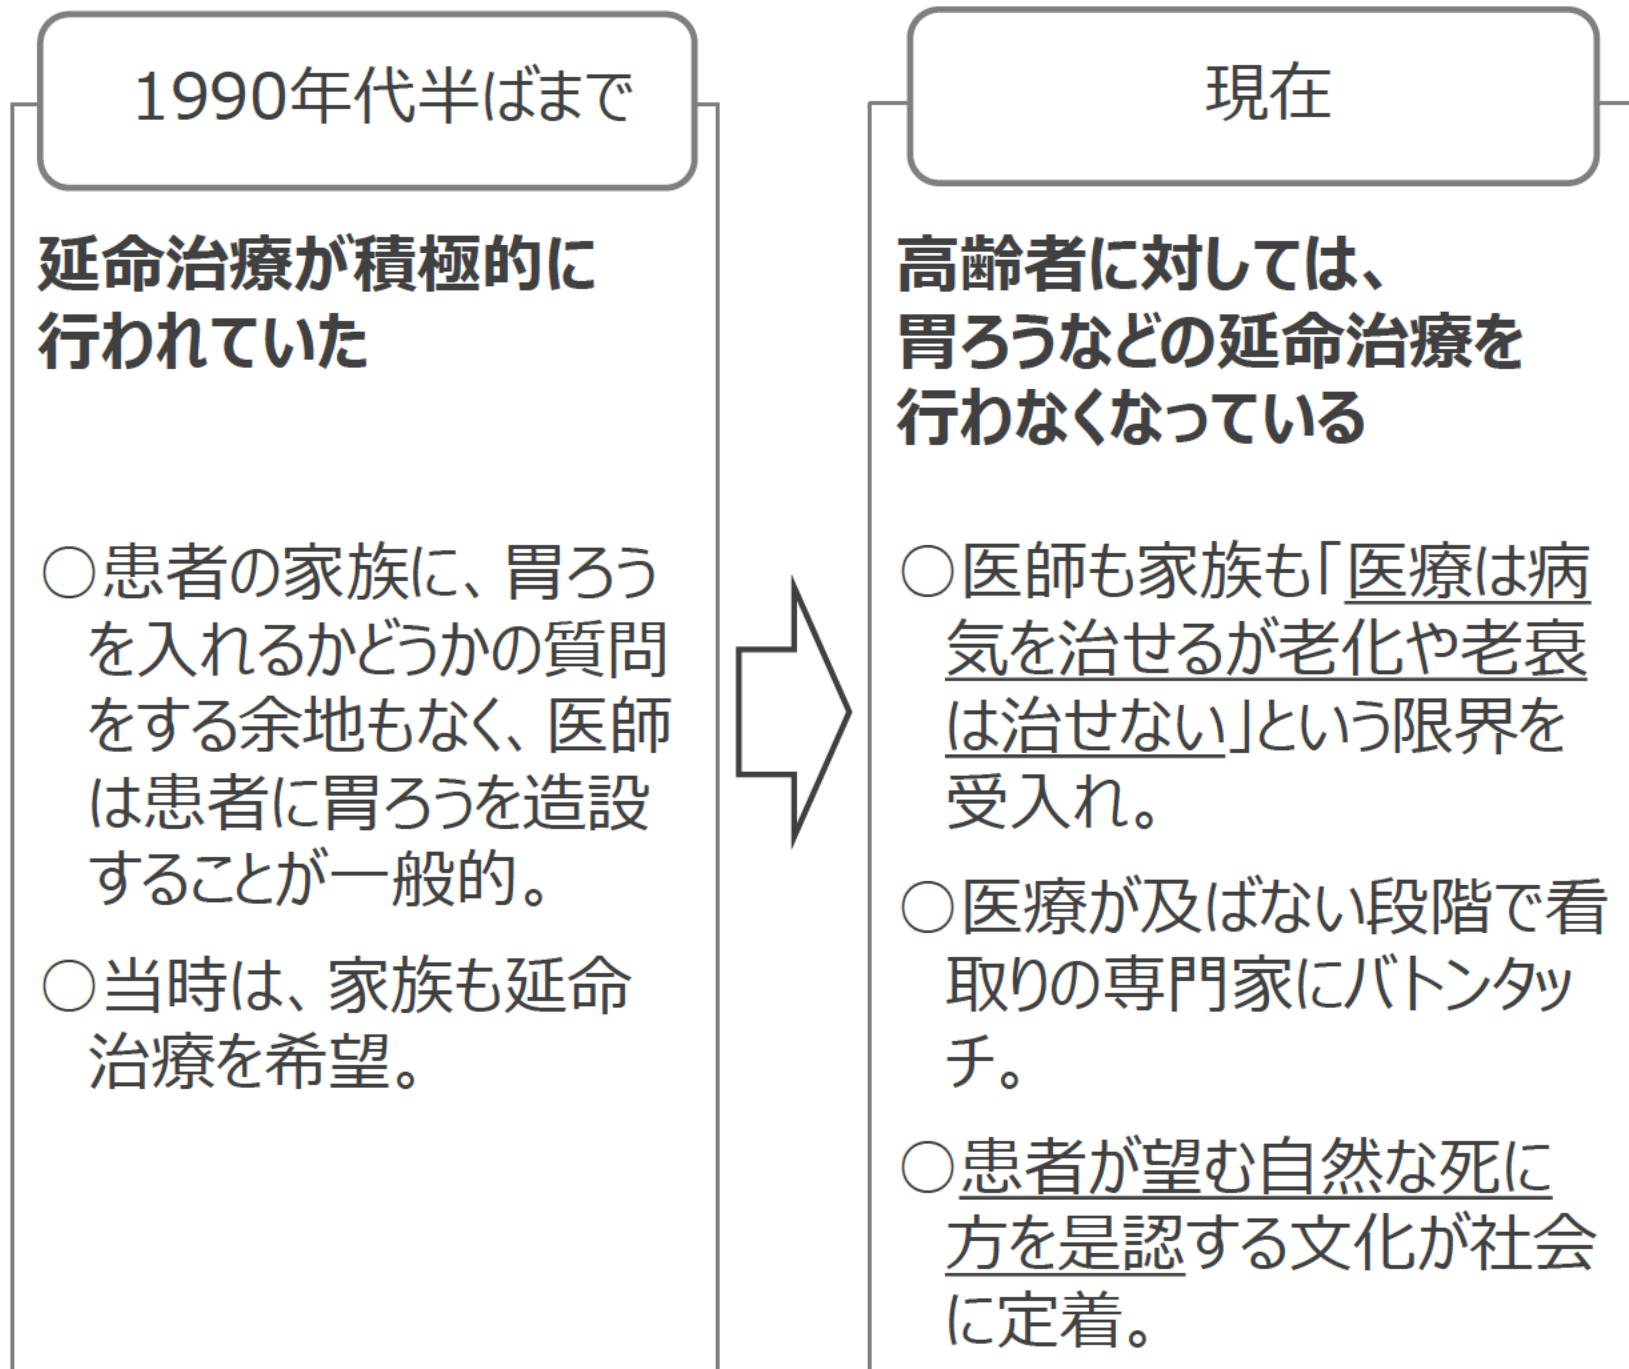 1990年代半ばまで
延命治療が積極的に
行われていた
○患者の家族に、胃ろう
を入れるかどうかの質問
をする余地もなく、医師
は患者に胃ろうを造設
することが一般的。
○当時は、家族も延命
治療を希望。
現在
高齢者に対しては、
胃ろうなどの延命治療を
行わなくなっている
○医師も家族も「医療は病
気を治せるが老化や老衰
は治せない」という限界を
受入れ。
○医療が及ばない段階で看
取りの専門家にバトンタッ
チ。
○患者が望む自然な死に
方を是認する文化が社会
に定着。